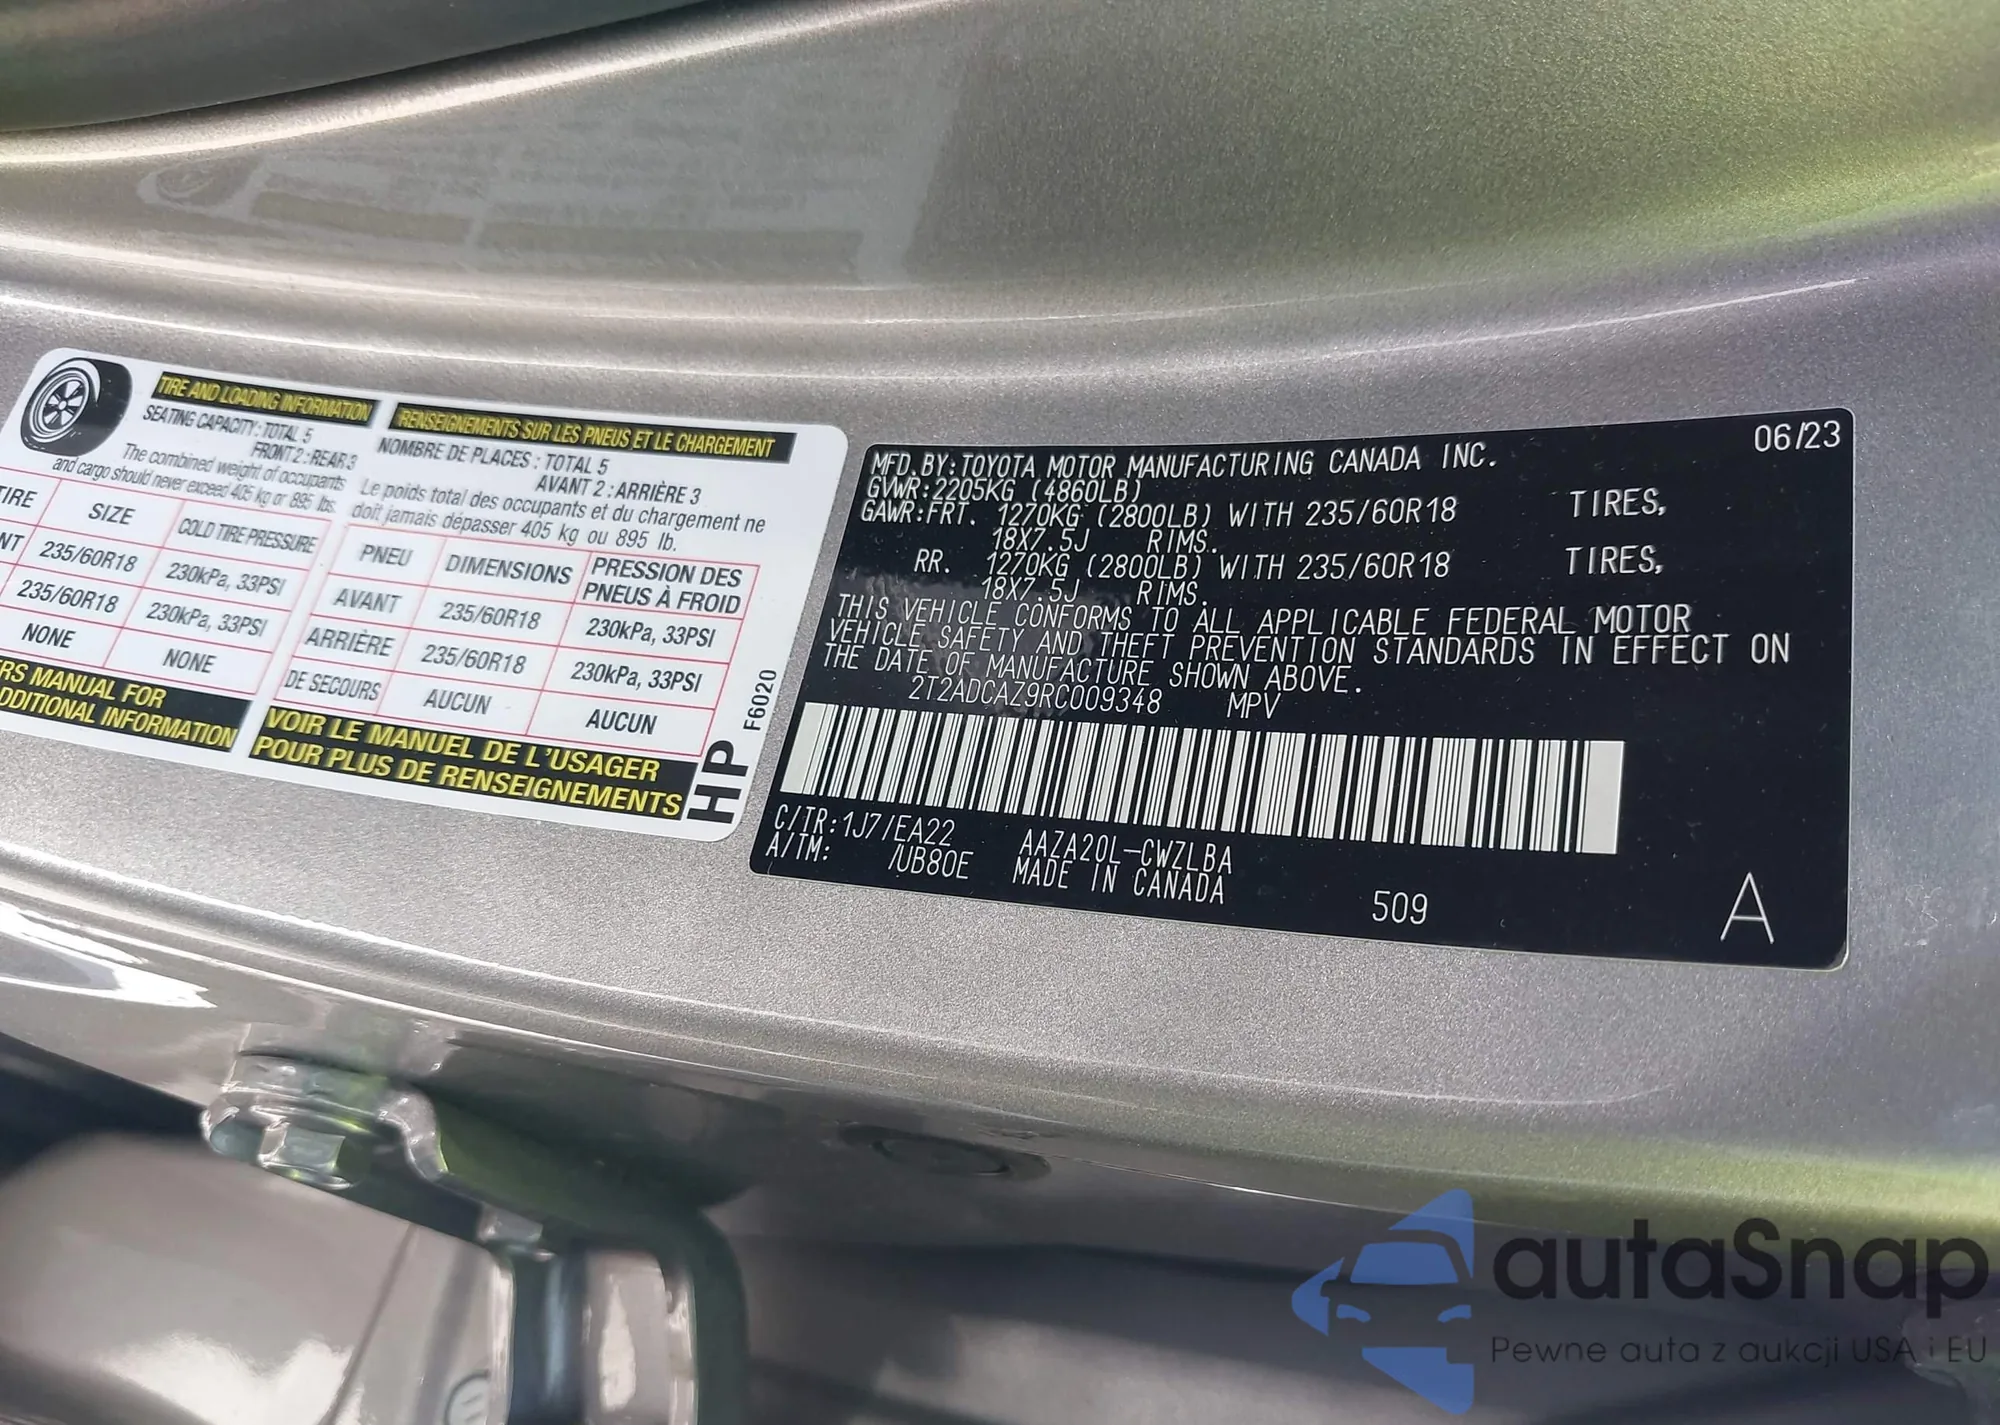 TIRE AND LOADING INFORMATION
SEATING CAPACITY: TOTAL 5
FRONT 2 : REAR 3
The combined weight of occupants
and cargo should never exceed 405 kg or 895 lbs.
TIRE SIZE COLD TIRE PRESSURE
235/60R18 230kPa, 33PSI
235/60R18 230kPa, 33PSI
NONE NONE
MANUAL FOR
INFORMATION
RENSEIGNEMENTS SUR LES PNEUS ET LE CHARGEMENT
NOMBRE DE PLACES : TOTAL 5
AVANT 2 : ARRIÈRE 3
Le poids total des occupants et du chargement ne
doit jamais dépasser 405 kg ou 895 lb.
PNEU DIMENSIONS PRESSION DES
PNEUS À FROID
AVANT 235/60R18 230kPa, 33PSI
ARRIÈRE 235/60R18 230kPa, 33PSI
DE SECOURS AUCUN AUCUN
VOIR LE MANUEL DE L'USAGER
POUR PLUS DE RENSEIGNEMENTS
HP F6020
06/23
MFD.BY:TOYOTA MOTOR MANUFACTURING CANADA INC.
GVWR:2205KG (4860LB)
GAWR:FRT. 1270KG (2800LB) WITH 235/60R18 TIRES,
18X7.5J RIMS.
RR. 1270KG (2800LB) WITH 235/60R18 TIRES,
18X7.5J RIMS.
THIS VEHICLE CONFORMS TO ALL APPLICABLE FEDERAL MOTOR
VEHICLE SAFETY AND THEFT PREVENTION STANDARDS IN EFFECT ON
THE DATE OF MANUFACTURE SHOWN ABOVE.
2T2ADCAZ9RC009348 MPV
C/TR:1J7/EA22 AAZA20L-CWZLBA
A/TM: /UB80E MADE IN CANADA
509
A
autaSnap
Pewne auta z aukcji USA i EU